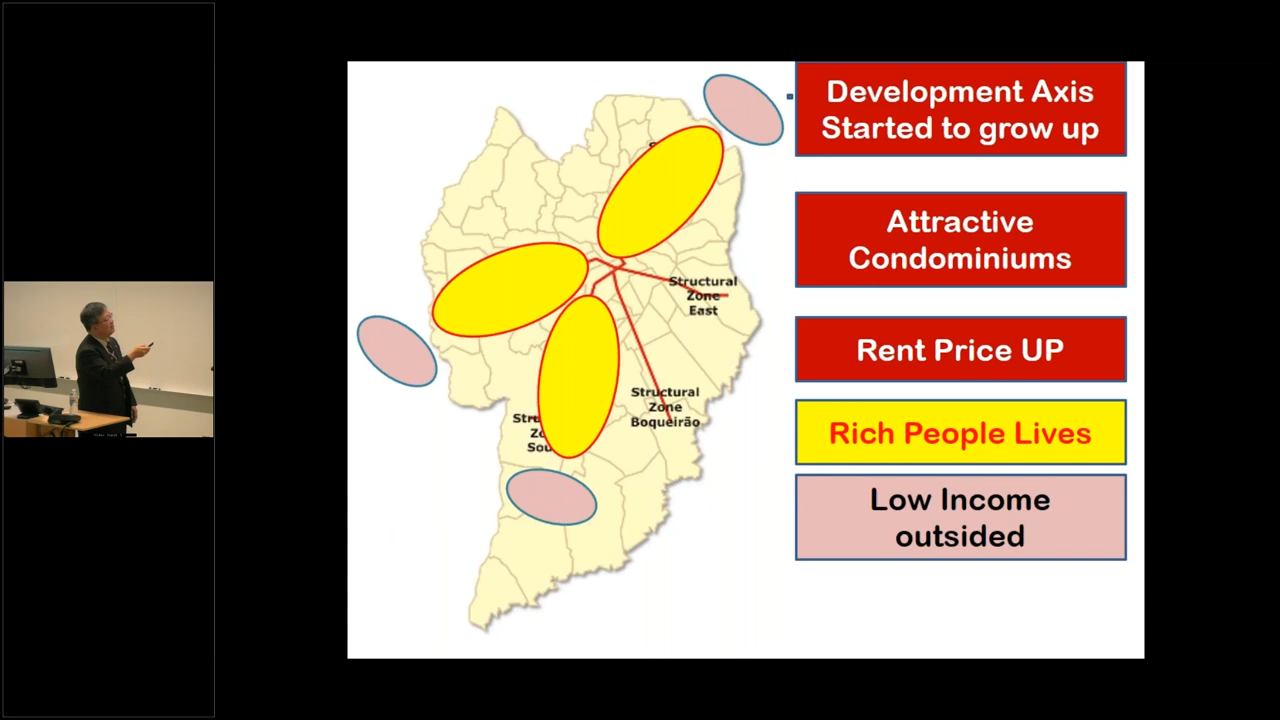 Development Axis
Started to grow up
Attractive
Condominiums
Rent Price UP
Rich People Lives
Low Income
outsided
Structural
Zone
East
Structural
Zone
Boqueirão